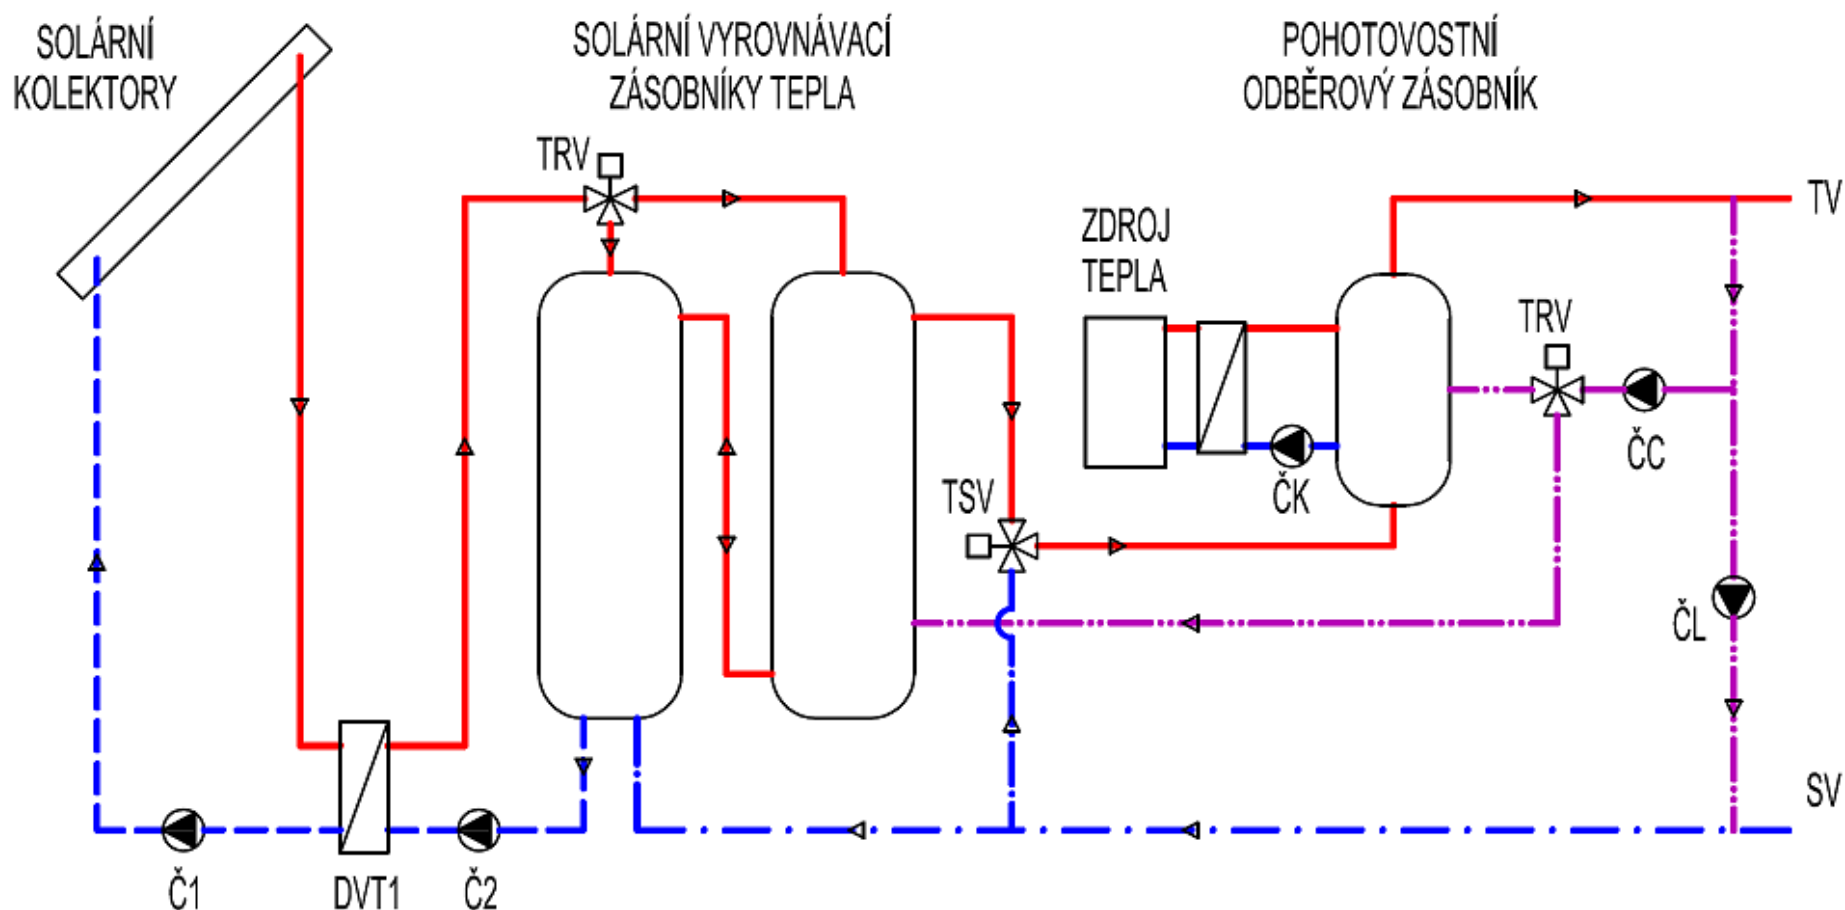 SOLÁRNÍ
KOLEKTORY
SOLÁRNÍ VYROVNÁVACÍ
ZÁSOBNÍKY TEPLA
POHOTOVOSTNÍ
ODBĚROVÝ ZÁSOBNÍK
TRV
TV
ZDROJ
TEPLA
TRV
ČC
TSV
ČK
ČL
SV
Č1
DVT1
Č2